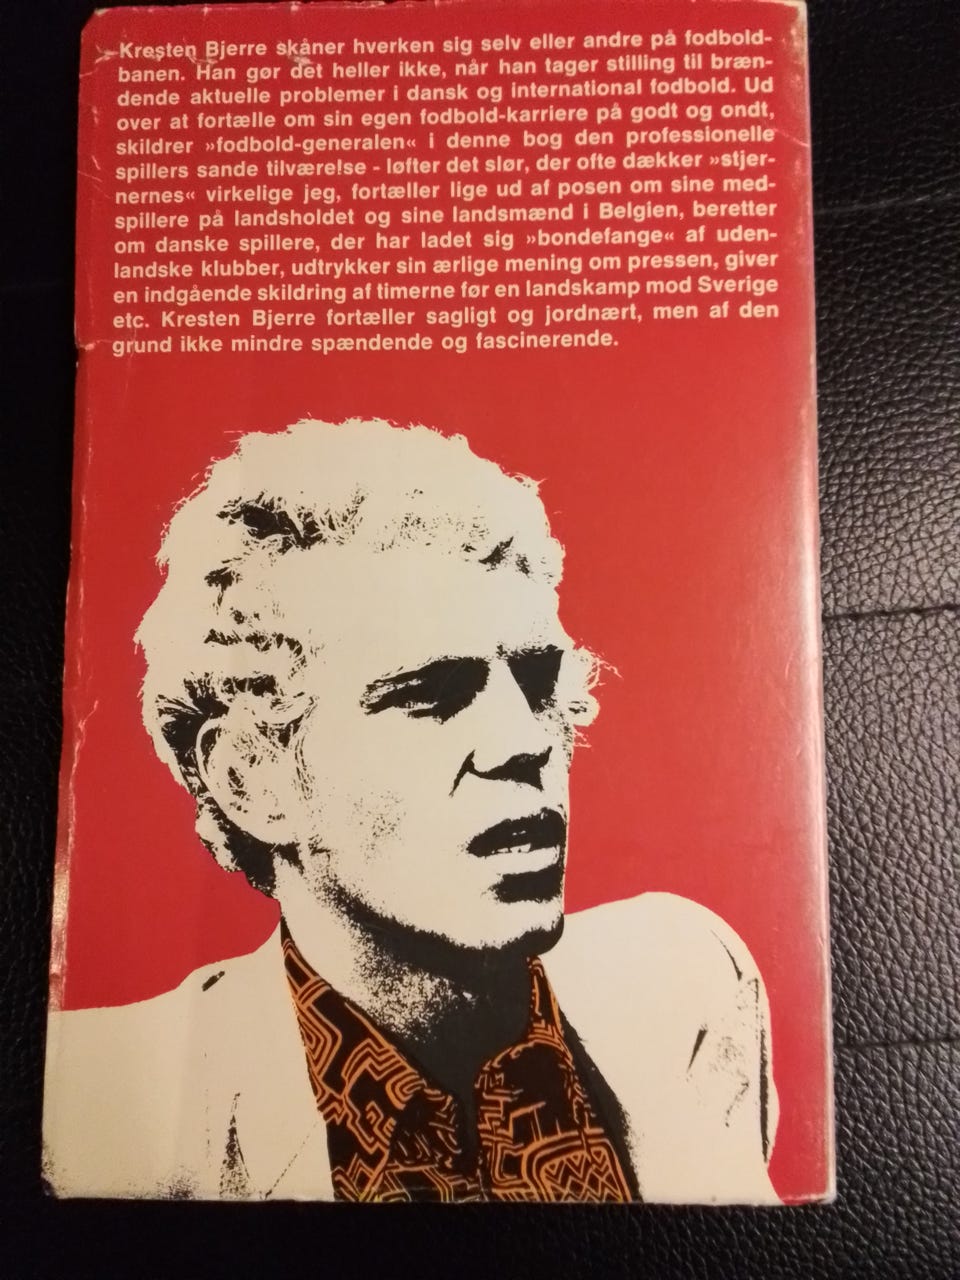 Kresten Bjerre skåner hverken sig selv eller andre på fodbold-
banen. Han gør det heller ikke, når han tager stilling til bræn-
dende aktuelle problemer i dansk og international fodbold. Ud
over at fortælle om sin egen fodbold-karriere på godt og ondt,
skildrer »fodbold-generalen« i denne bog den professionelle
spillers sande tilværelse - løfter det slør, der ofte dækker »stjer-
nernes« virkelige jeg, fortæller lige ud af posen om sine med-
spillere på landsholdet og sine landsmænd i Belgien, beretter
om danske spillere, der har ladet sig »bondefange« af uden-
landske klubber, udtrykker sin ærlige mening om pressen, giver
en indgående skildring af timerne før en landskamp mod Sverige
etc. Kresten Bjerre fortæller sagligt og jordnært, men af den
grund ikke mindre spændende og fascinerende.